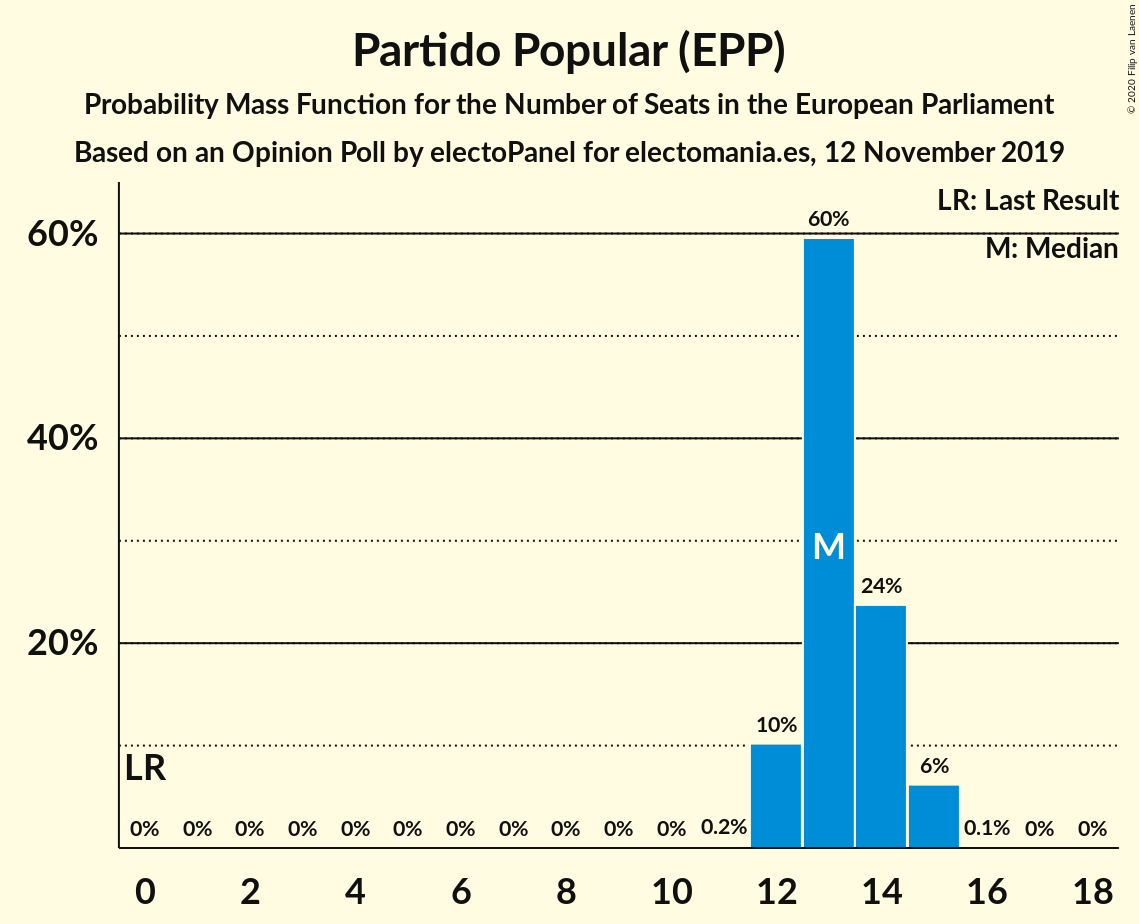 Partido Popular (EPP)
Probability Mass Function for the Number of Seats in the European Parliament
Based on an Opinion Poll by electoPanel for electomania.es, 12 November 2019
© 2020 Filip van Laenen
LR: Last Result
M: Median
60%
40%
20%
60%
M
24%
10%
6%
LR
0% 0% 0% 0% 0% 0% 0% 0% 0% 0% 0% 0.2% 0.1% 0% 0%
0 2 4 6 8 10 12 14 16 18